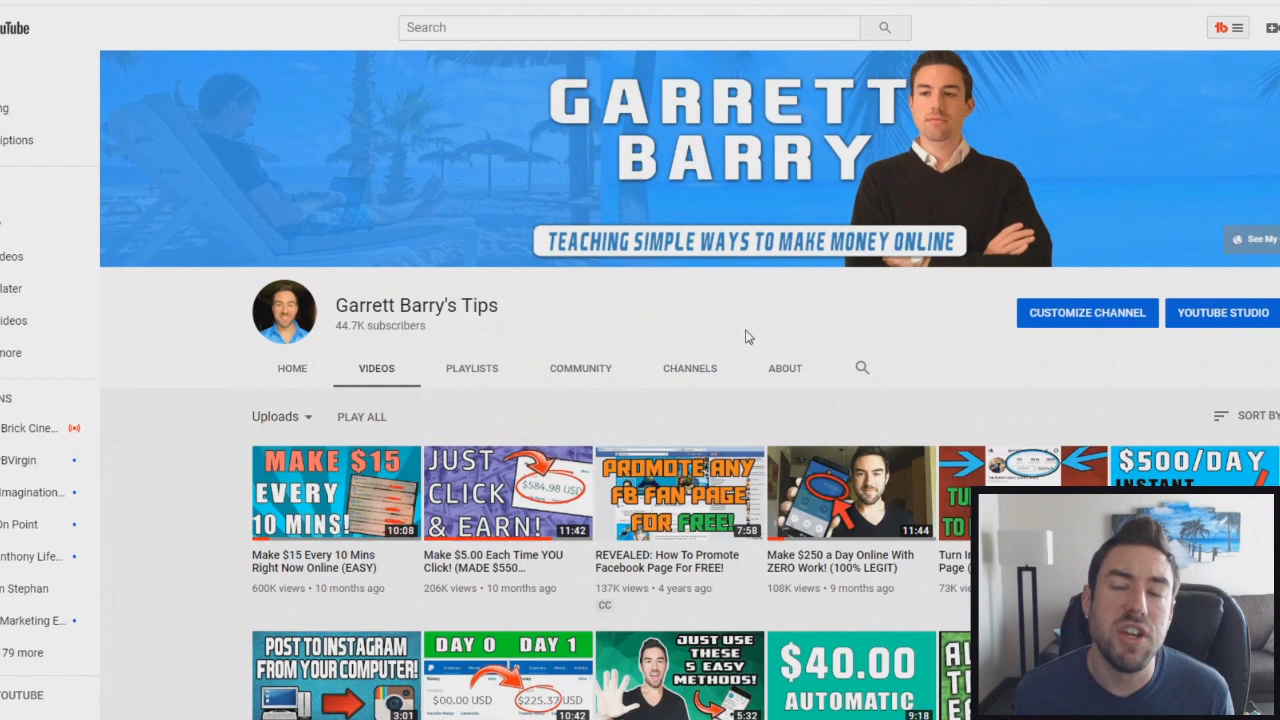 uTube
Search
ng
iptions
GARRETT
BARRY
TEACHING SIMPLE WAYS TO MAKE MONEY ONLINE
See My
deos
later
ideos
more
Garrett Barry's Tips
44.7K subscribers
CUSTOMIZE CHANNEL
YOUTUBE STUDIO
HOME
VIDEOS
PLAYLISTS
COMMUNITY
CHANNELS
ABOUT
NS
Brick Cine...
BVirgin
Imagination...
On Point
nthony Life...
n Stephan
Marketing E...
79 more
OUTUBE
Uploads
PLAY ALL
SORT BY
MAKE $15
EVERY
10 MINS!
10:08
Make $15 Every 10 Mins
Right Now Online (EASY)
600K views • 10 months ago
JUST
CLICK
& EARN!
$584.98 USD
11:42
Make $5.00 Each Time YOU
Click! (MADE $550...
206K views • 10 months ago
PROMOTE ANY
FB FAN PAGE
FOR FREE!
7:58
REVEALED: How To Promote
Facebook Page For FREE!
137K views • 4 years ago
CC
11:44
Make $250 a Day Online With
ZERO Work! (100% LEGIT)
108K views • 9 months ago
TU
TO
Turn In
Page (
73K vi
$500/DAY
INSTANT
POST TO INSTAGRAM
FROM YOUR COMPUTER!
3:01
DAY 0 DAY 1
$00.00 USD
$225.37 USD
10:42
JUST USE
THESE
5 EASY
METHODS!
5:32
$40.00
AUTOMATIC
9:18